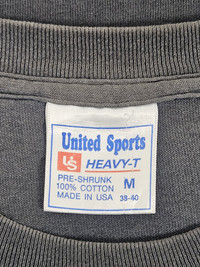 United Sports
US HEAVY-T
PRE-SHRUNK M
100% COTTON
MADE IN USA 38-40